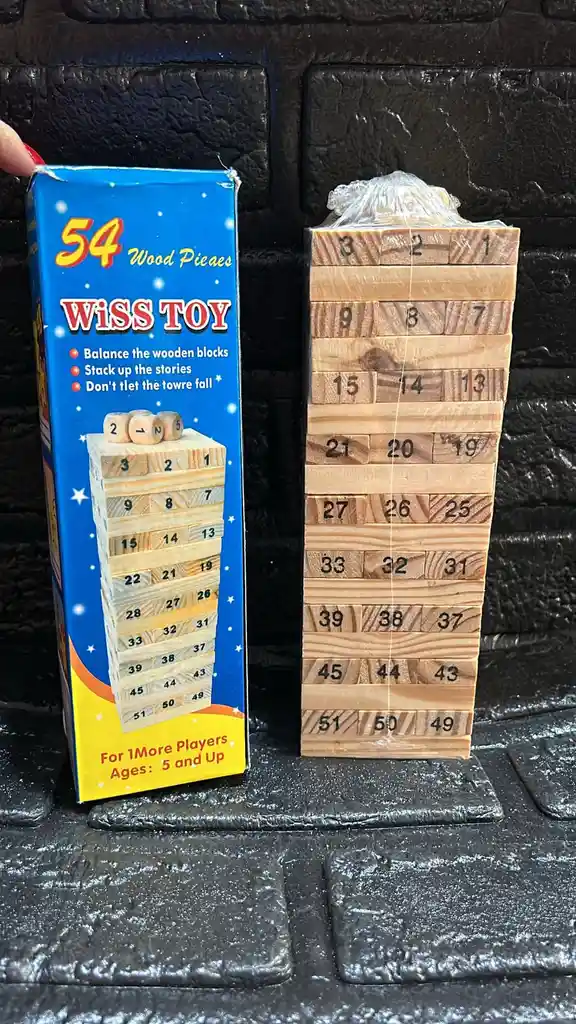 54 Wood Pieaes
WiSS TOY
Balance the wooden blocks
Stack up the stories
Don't tlet the towre fall
2 1 2 5
3 2 1
9 8 7
15 14 13
22 21 19
28 27 26
33 32 31
39 38 37
45 44 43
51 50 49
For 1More Players
Ages: 5 and Up
3 2 1
9 8 7
15 14 13
21 20 19
27 26 25
33 32 31
39 38 37
45 44 43
51 50 49